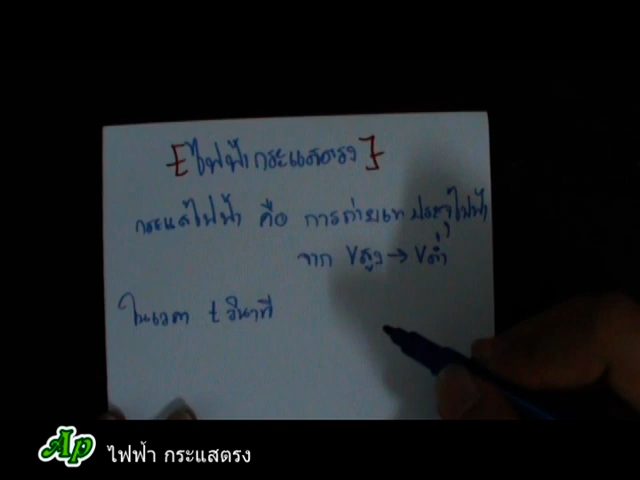 [ไฟฟ้ากระแสตรง]
กระแสไฟฟ้า คือ การถ่ายเทประจุไฟฟ้า
จาก Vสูง → Vต่ำ
ในเวลา t วินาที
Ap ไฟฟ้า กระแสตรง